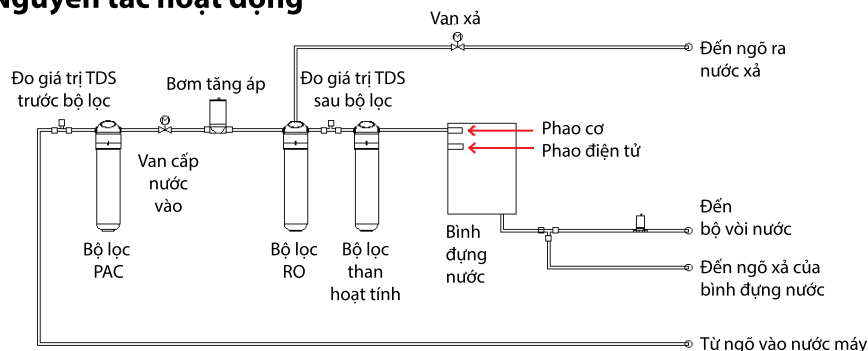 Nguyên tắc hoạt động
Van xả
M
Đến ngõ ra
nước xả
Đo giá trị TDS
trước bộ lọc
Bơm tăng áp
Đo giá trị TDS
sau bộ lọc
M
Van cấp
nước
vào
Phao cơ
Phao điện tử
Bộ lọc
PAC
Bộ lọc
RO
Bộ lọc
than
hoạt tính
Bình
đựng
nước
Đến
bộ vòi nước
Đến ngõ xả của
bình đựng nước
Từ ngõ vào nước máy